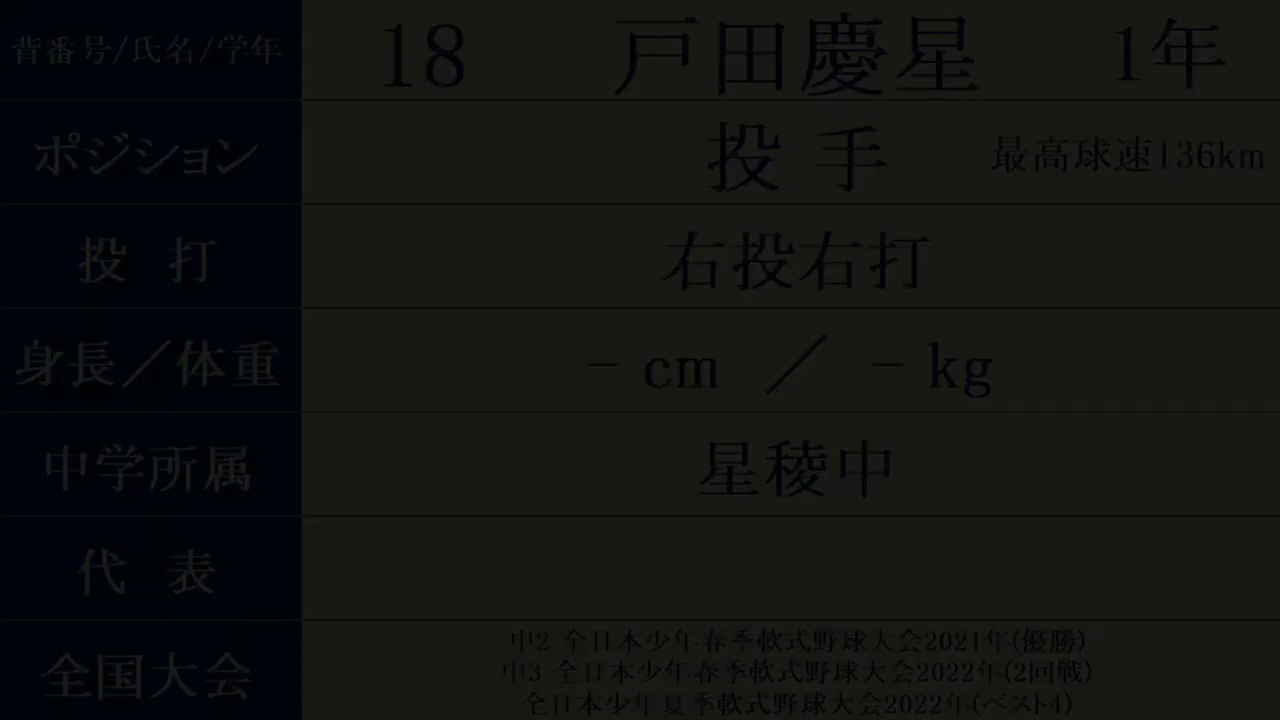 背番号/氏名/学年 18 戸田慶星 1年
ポジション 投手 最高球速136km
投打 右投右打
身長／体重 － cm ／ － kg
中学所属 星稜中
代表
全国大会
中2 全日本少年春季軟式野球大会2021年(優勝)
中3 全日本少年春季軟式野球大会2022年(2回戦)
全日本少年夏季軟式野球大会2022年(ベスト4)